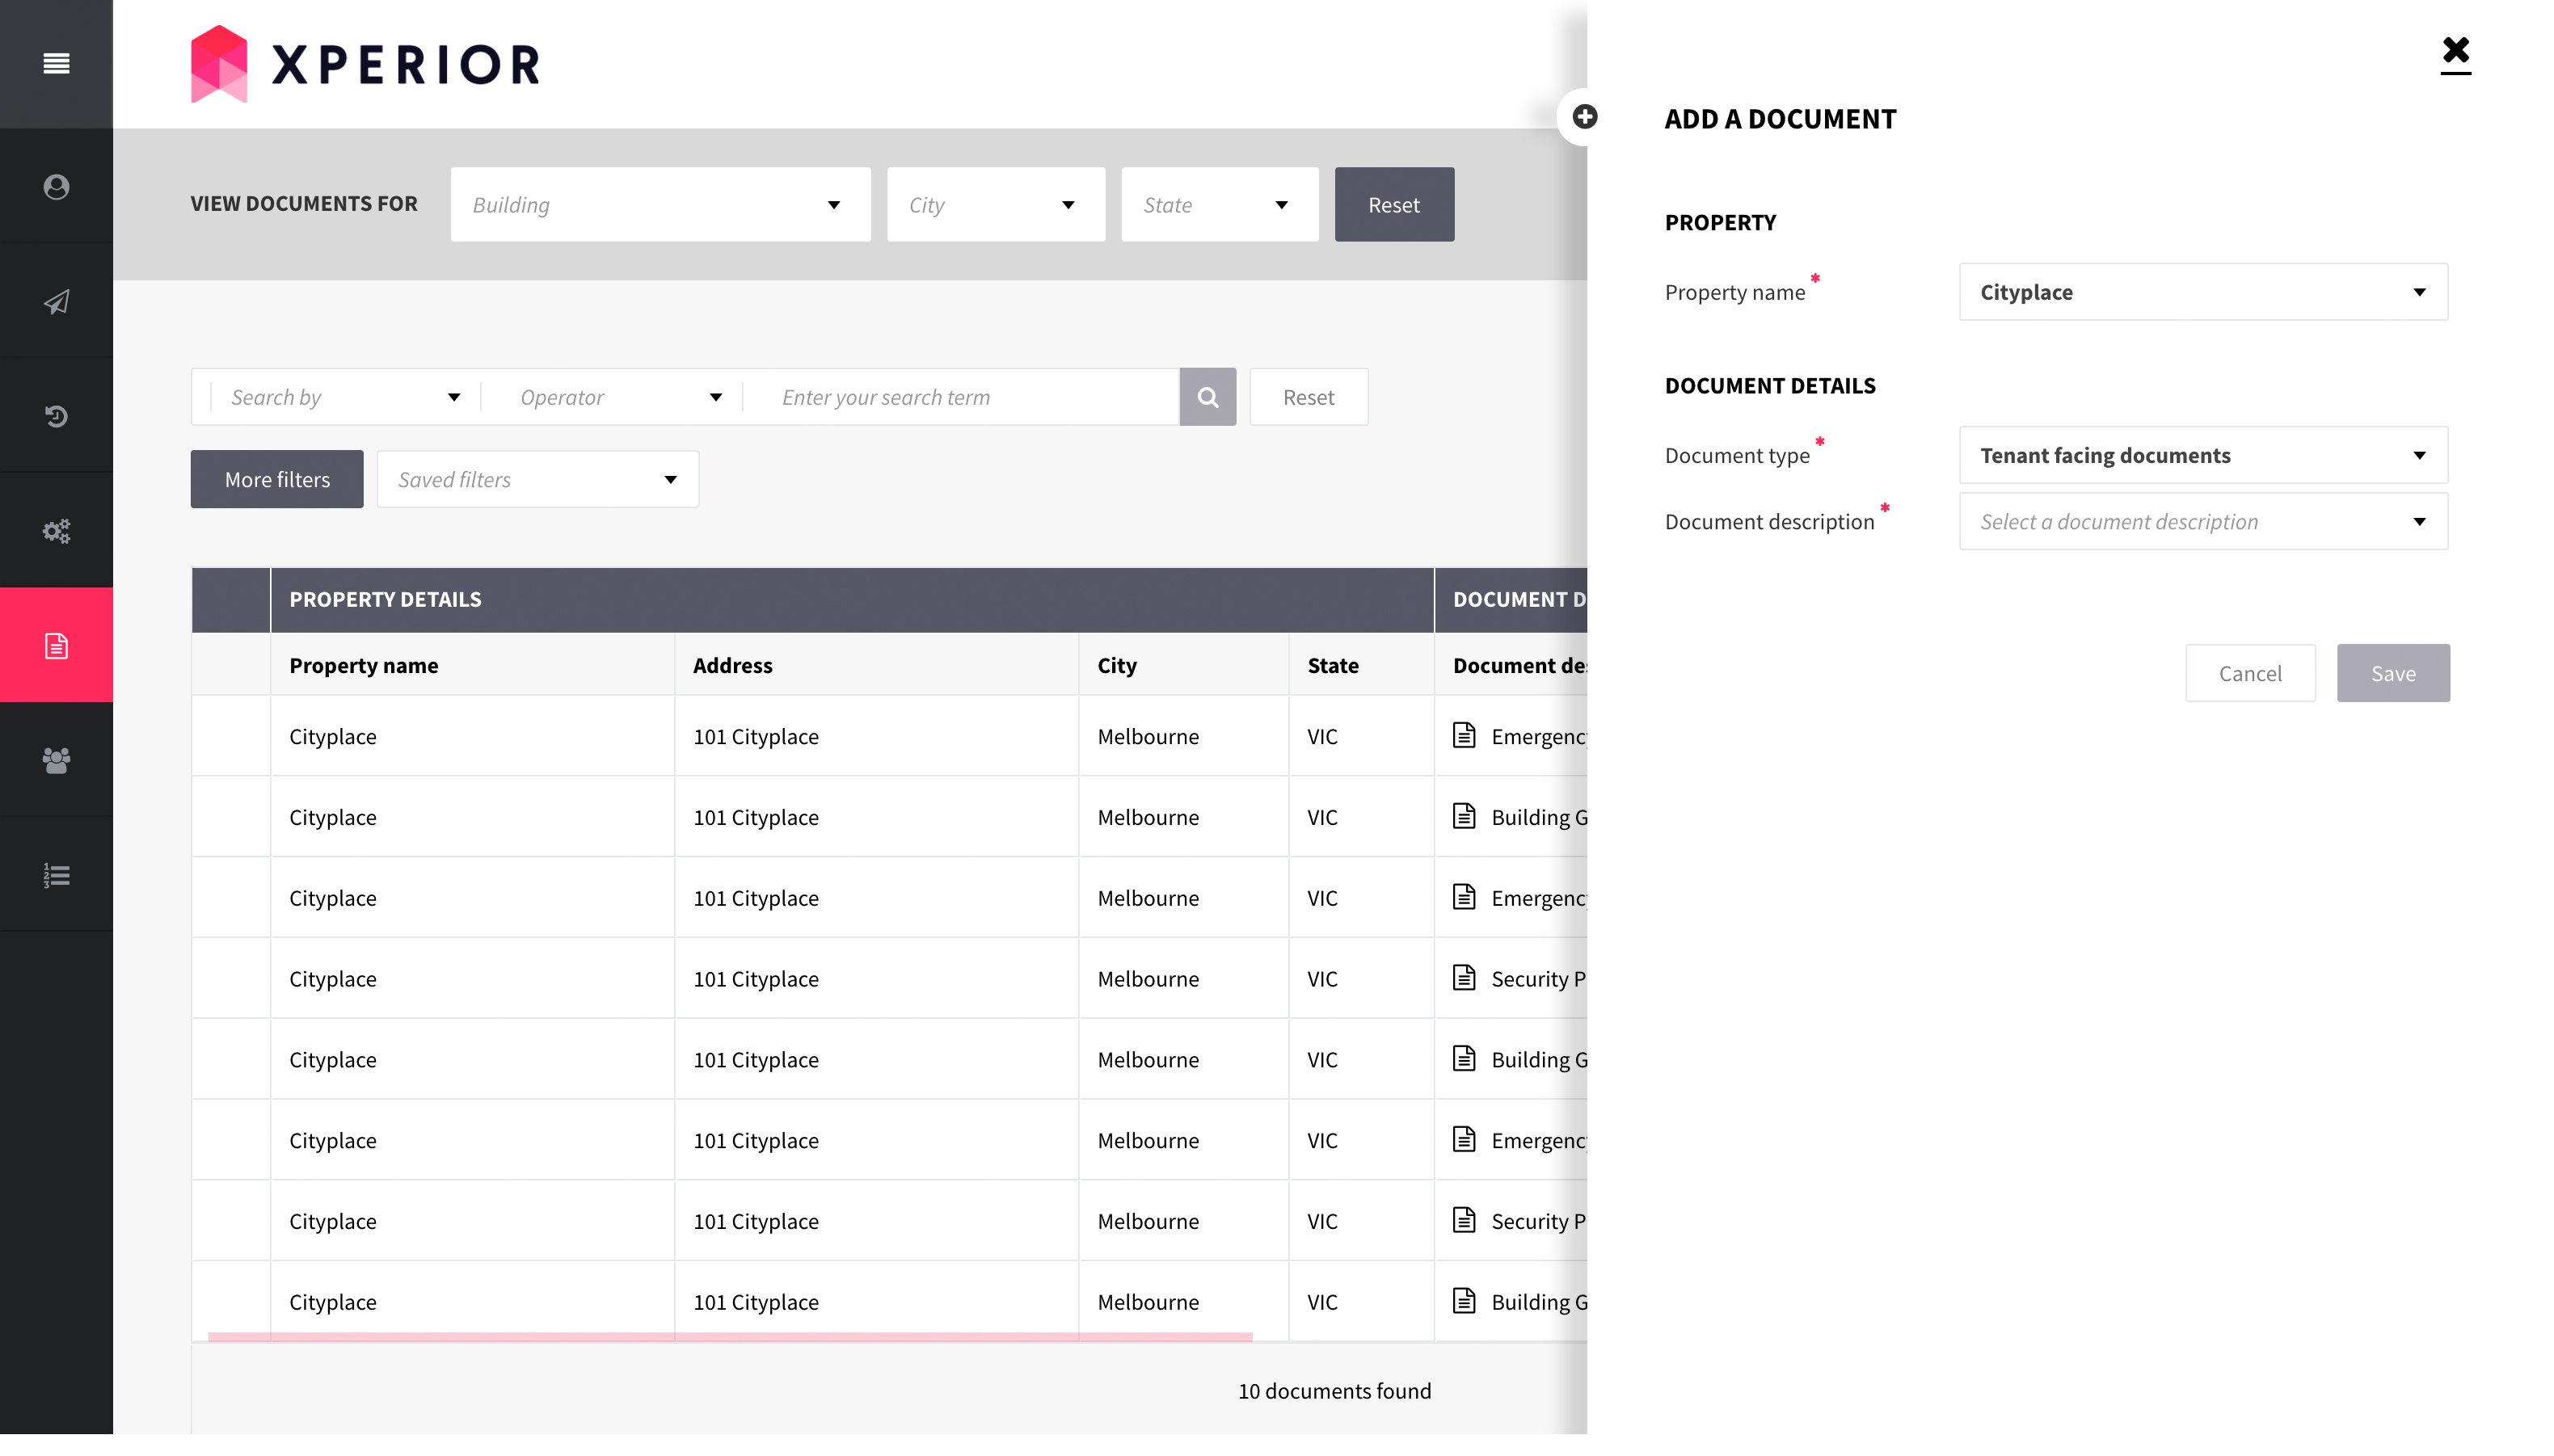 XPERIOR
VIEW DOCUMENTS FOR
Building
City
State
Reset
Search by
Operator
Enter your search term
Reset
More filters
Saved filters
PROPERTY DETAILS
DOCUMENT D
Property name
Address
City
State
Document de
Cityplace
101 Cityplace
Melbourne
VIC
Emergency
Cityplace
101 Cityplace
Melbourne
VIC
Building G
Cityplace
101 Cityplace
Melbourne
VIC
Emergency
Cityplace
101 Cityplace
Melbourne
VIC
Security P
Cityplace
101 Cityplace
Melbourne
VIC
Building G
Cityplace
101 Cityplace
Melbourne
VIC
Emergency
Cityplace
101 Cityplace
Melbourne
VIC
Security P
Cityplace
101 Cityplace
Melbourne
VIC
Building G
10 documents found
ADD A DOCUMENT
PROPERTY
Property name *
Cityplace
DOCUMENT DETAILS
Document type *
Tenant facing documents
Document description *
Select a document description
Cancel
Save